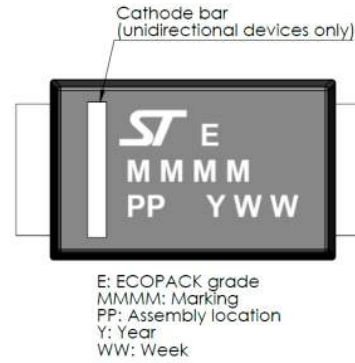 Cathode bar
(unidirectional devices only)
ST E
M M M M
PP Y W W
E: ECOPACK grade
MMMM: Marking
PP: Assembly location
Y: Year
WW: Week